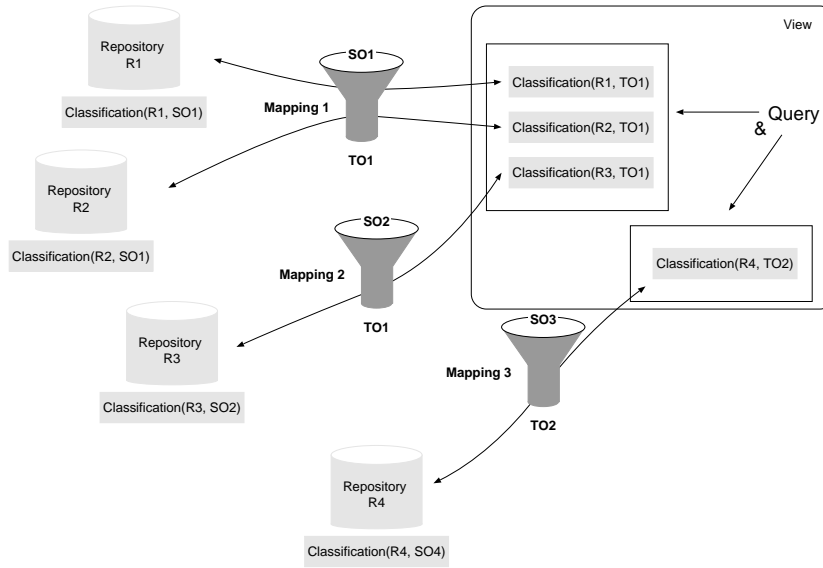 View
Repository
R1
Classification(R1, SO1)
SO1
Mapping 1
TO1
Classification(R1, TO1)
Classification(R2, TO1)
Classification(R3, TO1)
Query
&
Repository
R2
Classification(R2, SO1)
SO2
Mapping 2
TO1
Classification(R4, TO2)
Repository
R3
Classification(R3, SO2)
SO3
Mapping 3
TO2
Repository
R4
Classification(R4, SO4)